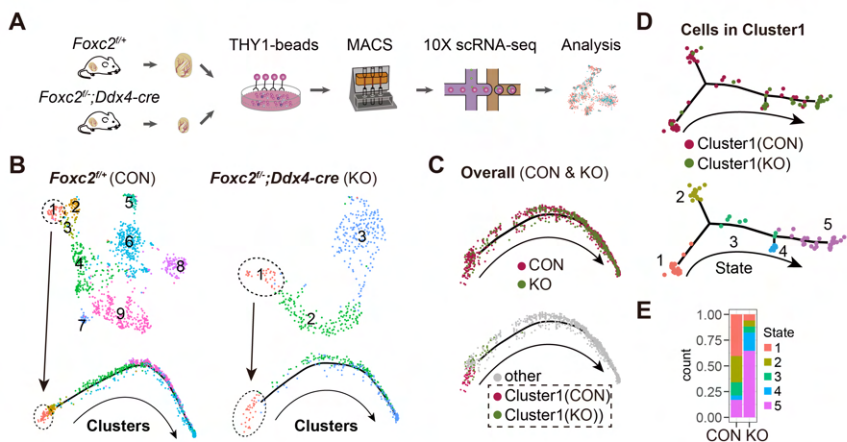 A
Foxc2f/+
Foxc2f/-;Ddx4-cre
THY1-beads
MACS
10X scRNA-seq
Analysis
B
Foxc2f/+ (CON)
1
2
3
4
5
6
7
8
9
Clusters
Foxc2f/-;Ddx4-cre (KO)
1
2
3
Clusters
C
Overall (CON & KO)
CON
KO
other
Cluster1(CON)
Cluster1(KO))
D
Cells in Cluster1
Cluster1(CON)
Cluster1(KO)
2
1
3
4
5
State
E
count
1.00
0.75
0.50
0.25
0.00
CON KO
State
1
2
3
4
5